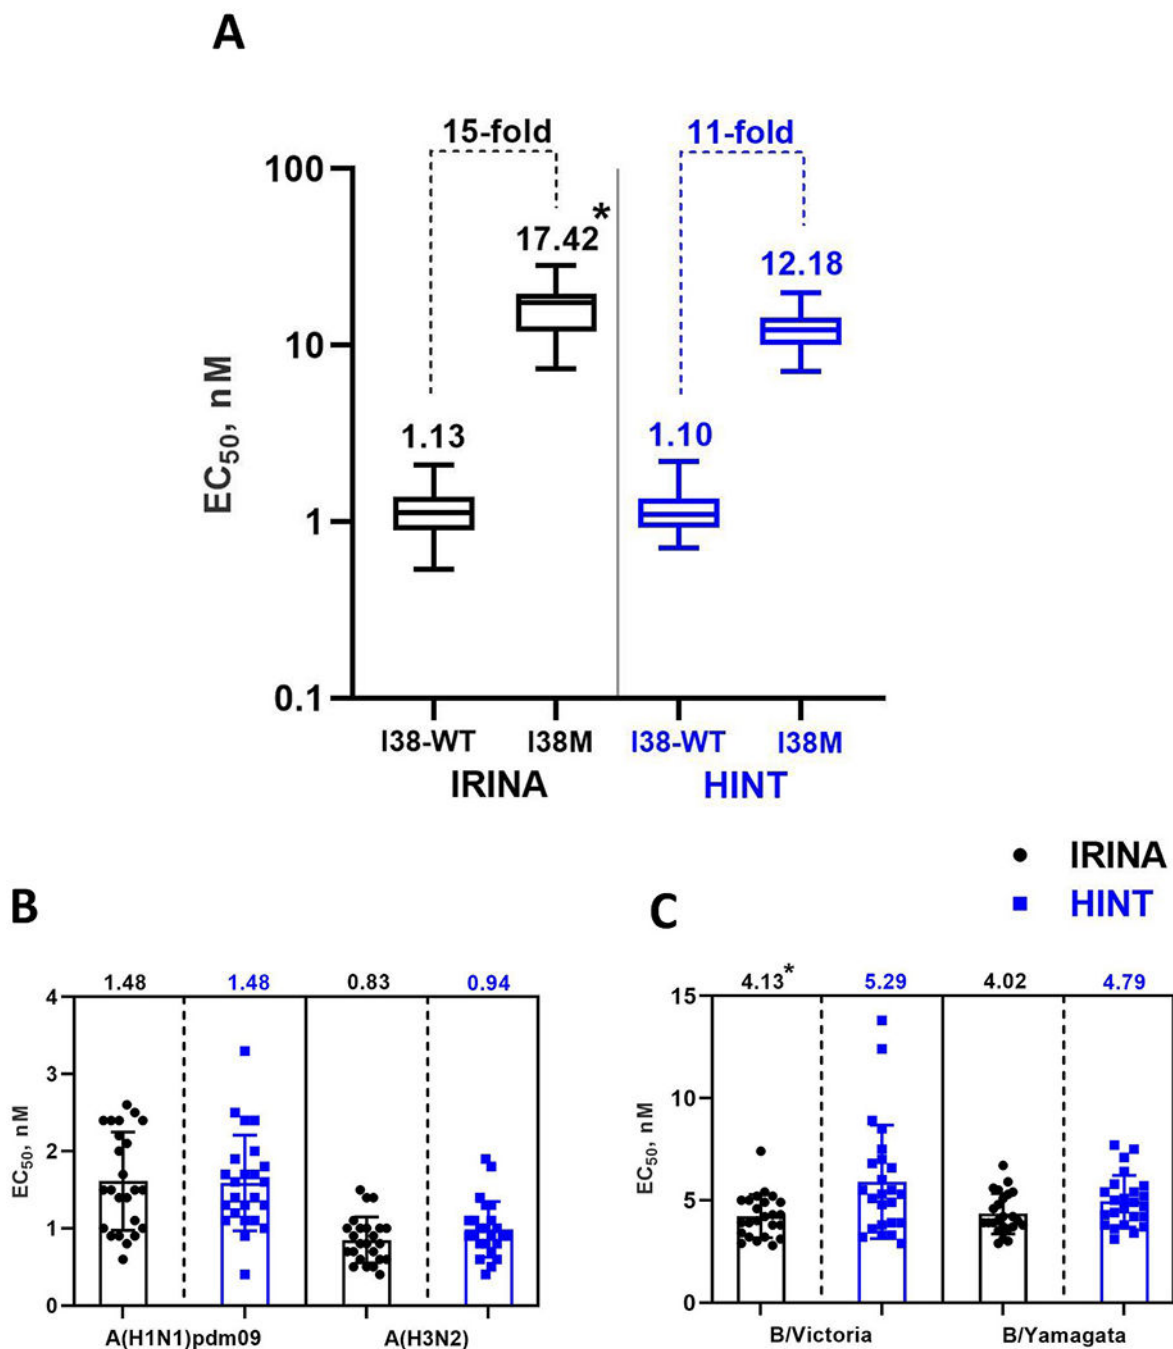 A
15-fold 11-fold
100
10
1
0.1
EC50, nM
1.13
17.42*
1.10
12.18
I38-WT I38M I38-WT I38M
IRINA HINT
IRINA
HINT
B
1.48 1.48 0.83 0.94
4
3
2
1
0
EC50, nM
A(H1N1)pdm09 A(H3N2)
C
4.13* 5.29 4.02 4.79
15
10
5
0
EC50, nM
B/Victoria B/Yamagata